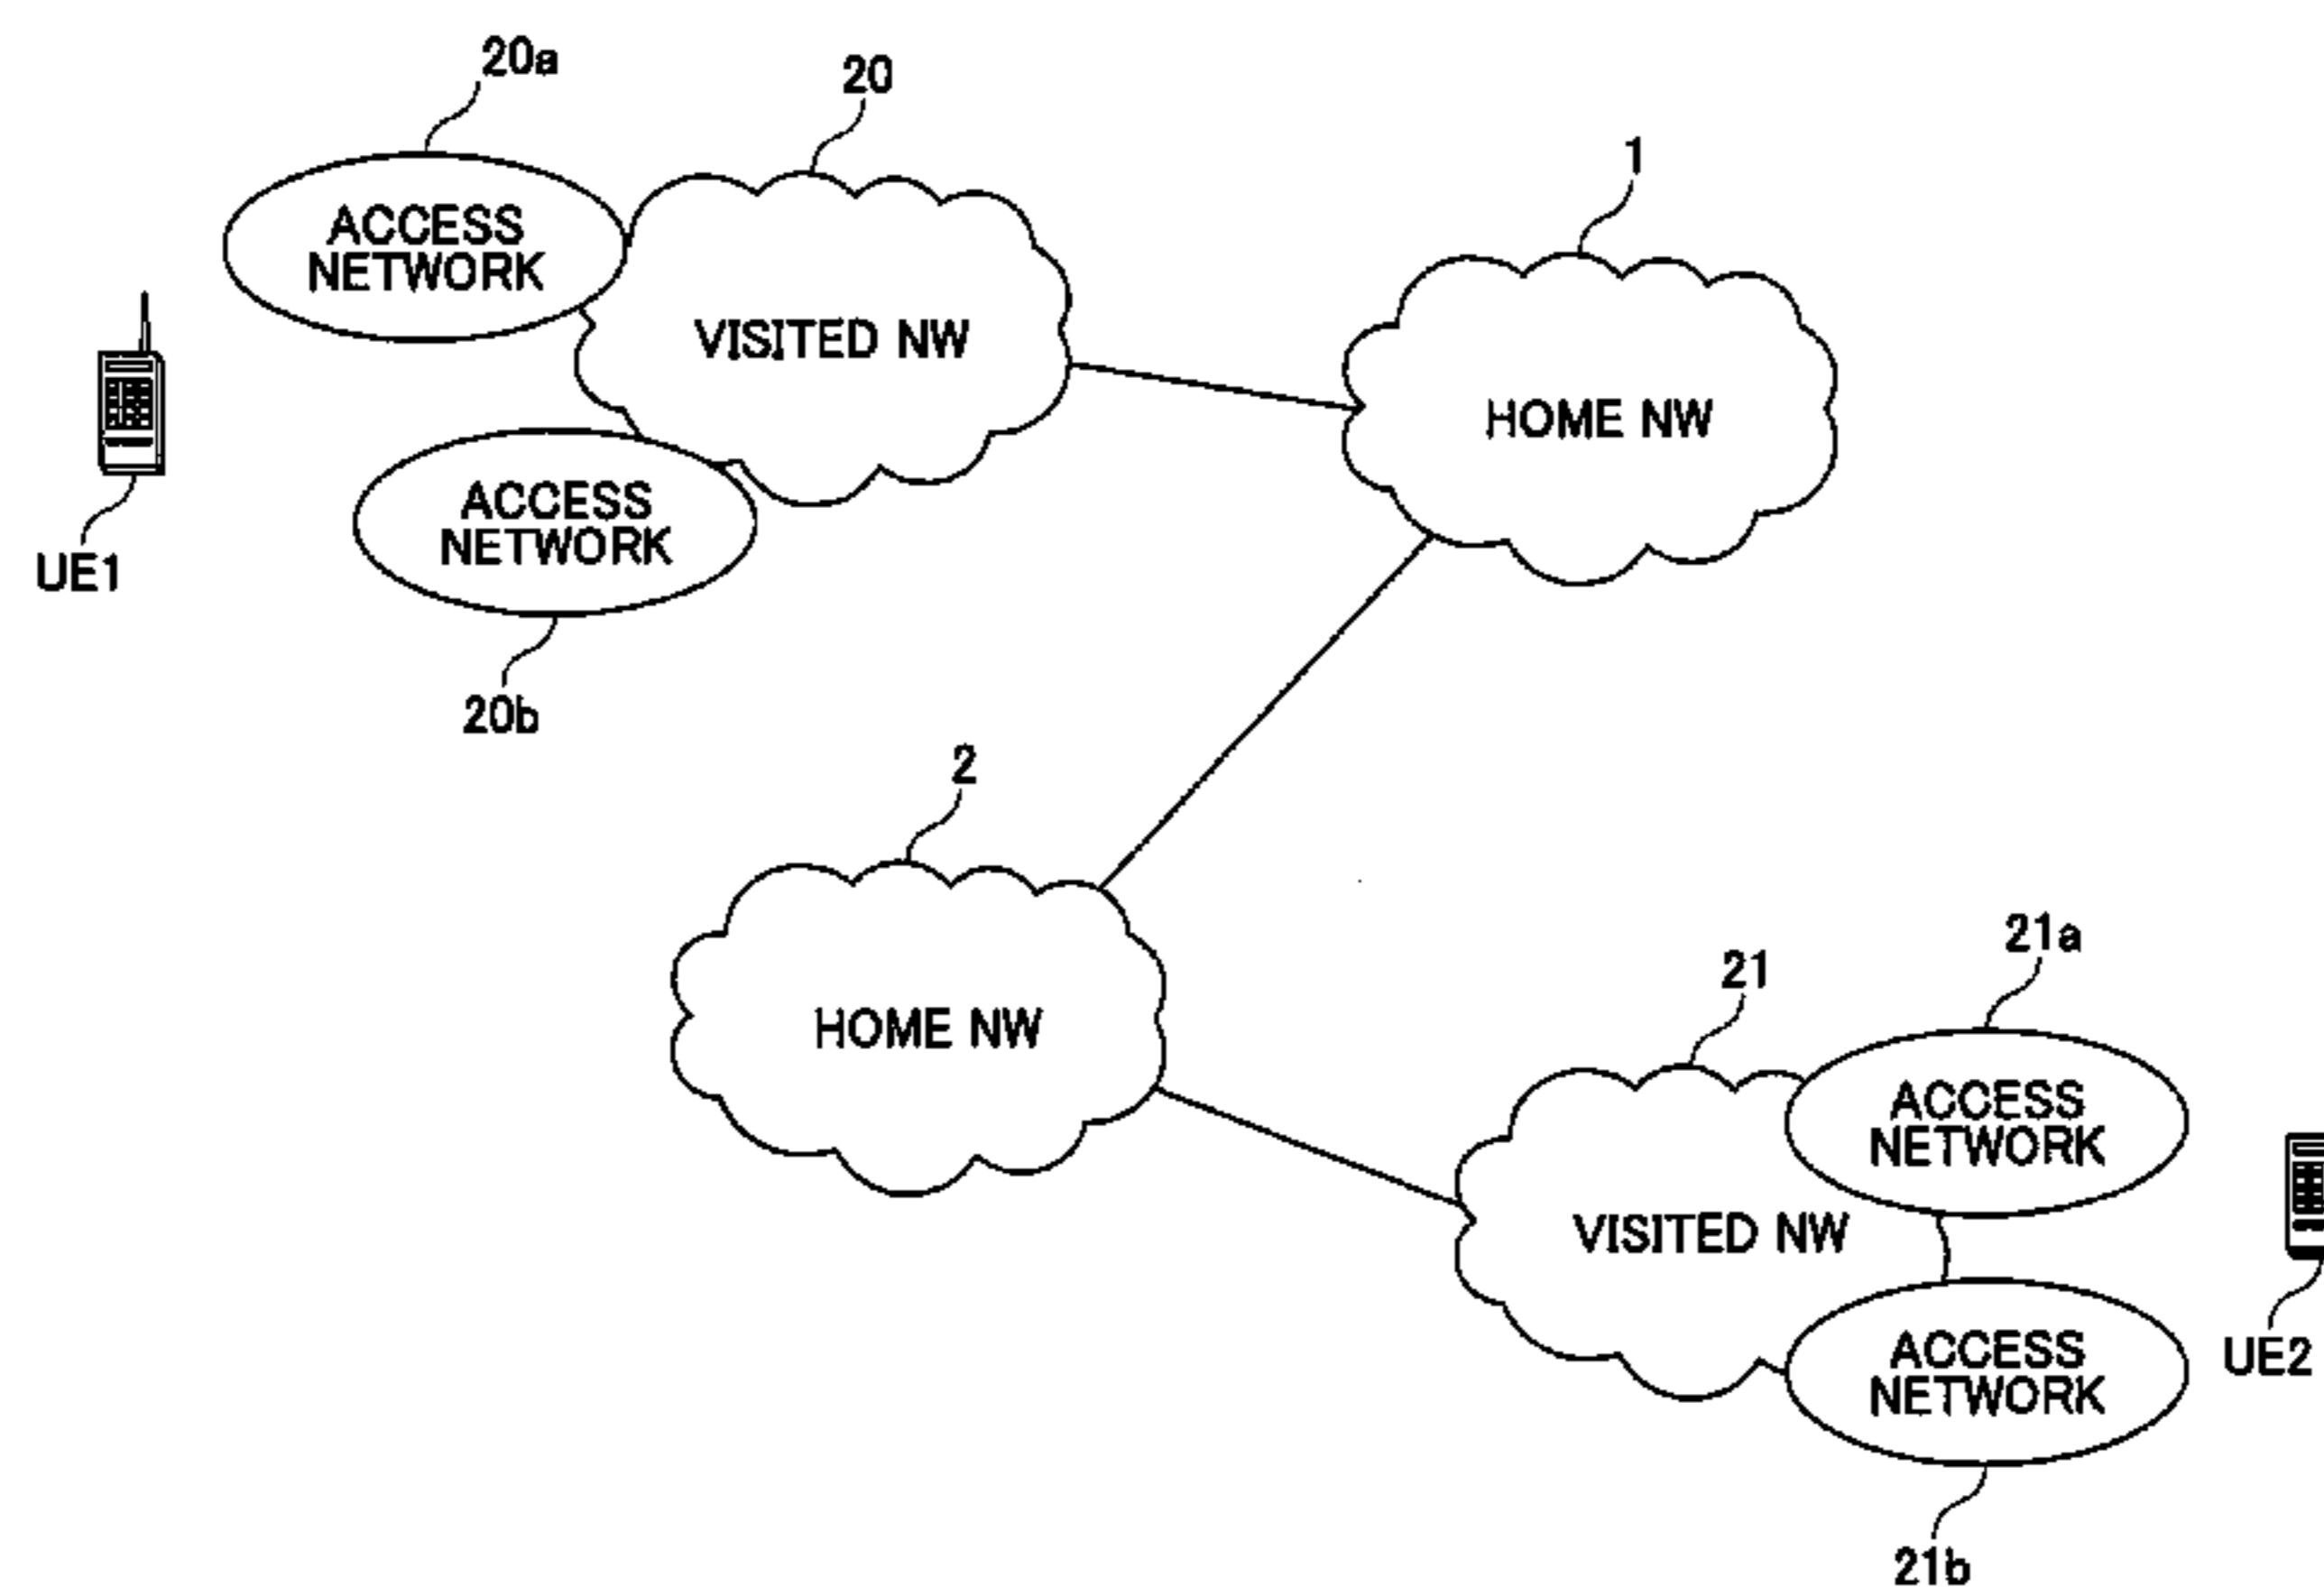 20a
20
1
ACCESS
NETWORK
VISITED NW
HOME NW
ACCESS
NETWORK
UE1
20b
2
21a
21
HOME NW
ACCESS
NETWORK
VISITED NW
ACCESS
NETWORK
UE2
21b